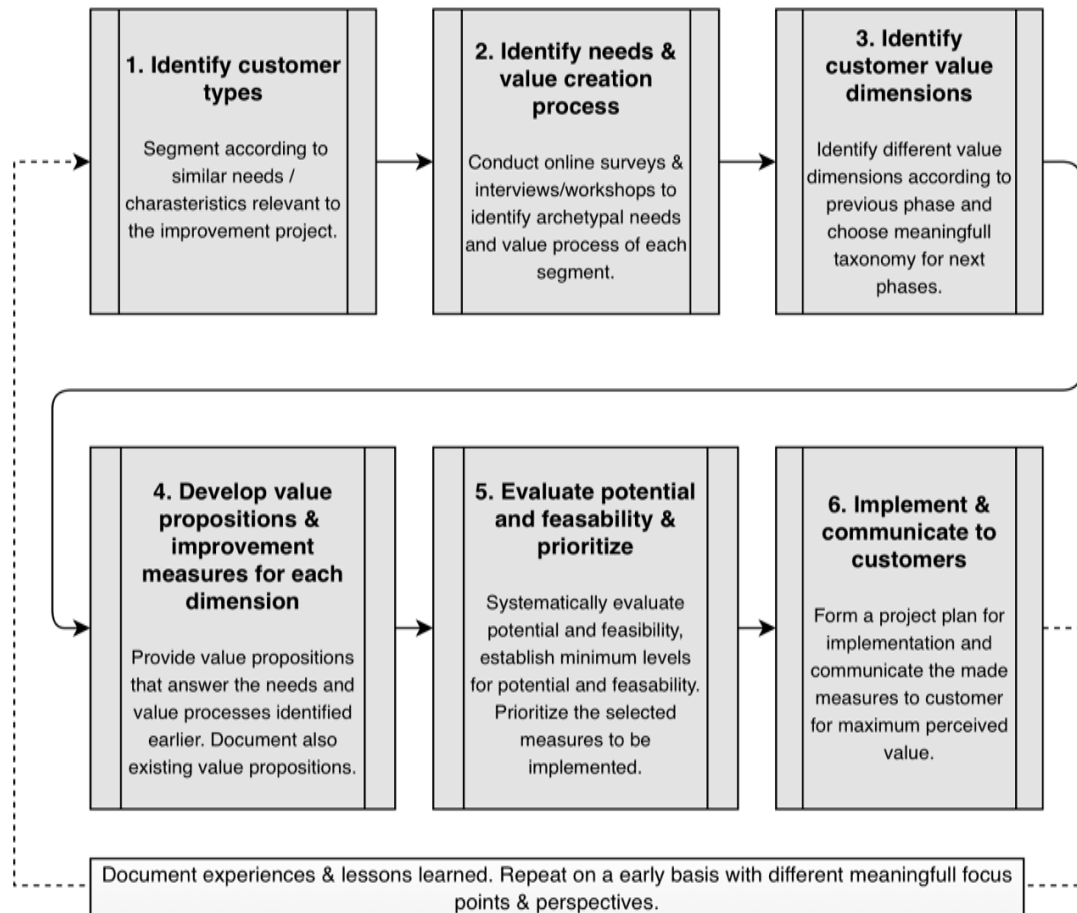 1. Identify customer
types
Segment according to
similar needs /
charasteristics relevant to
the improvement project.
2. Identify needs &
value creation
process
Conduct online surveys &
interviews/workshops to
identify archetypal needs
and value process of each
segment.
3. Identify
customer value
dimensions
Identify different value
dimensions according to
previous phase and
choose meaningfull
taxonomy for next
phases.
4. Develop value
propositions &
improvement
measures for each
dimension
Provide value propositions
that answer the needs and
value processes identified
earlier. Document also
existing value propositions.
5. Evaluate potential
and feasability &
prioritize
Systematically evaluate
potential and feasibility,
establish minimum levels
for potential and feasability.
Prioritize the selected
measures to be
implemented.
6. Implement &
communicate to
customers
Form a project plan for
implementation and
communicate the made
measures to customer
for maximum perceived
value.
Document experiences & lessons learned. Repeat on a early basis with different meaningfull focus
points & perspectives.